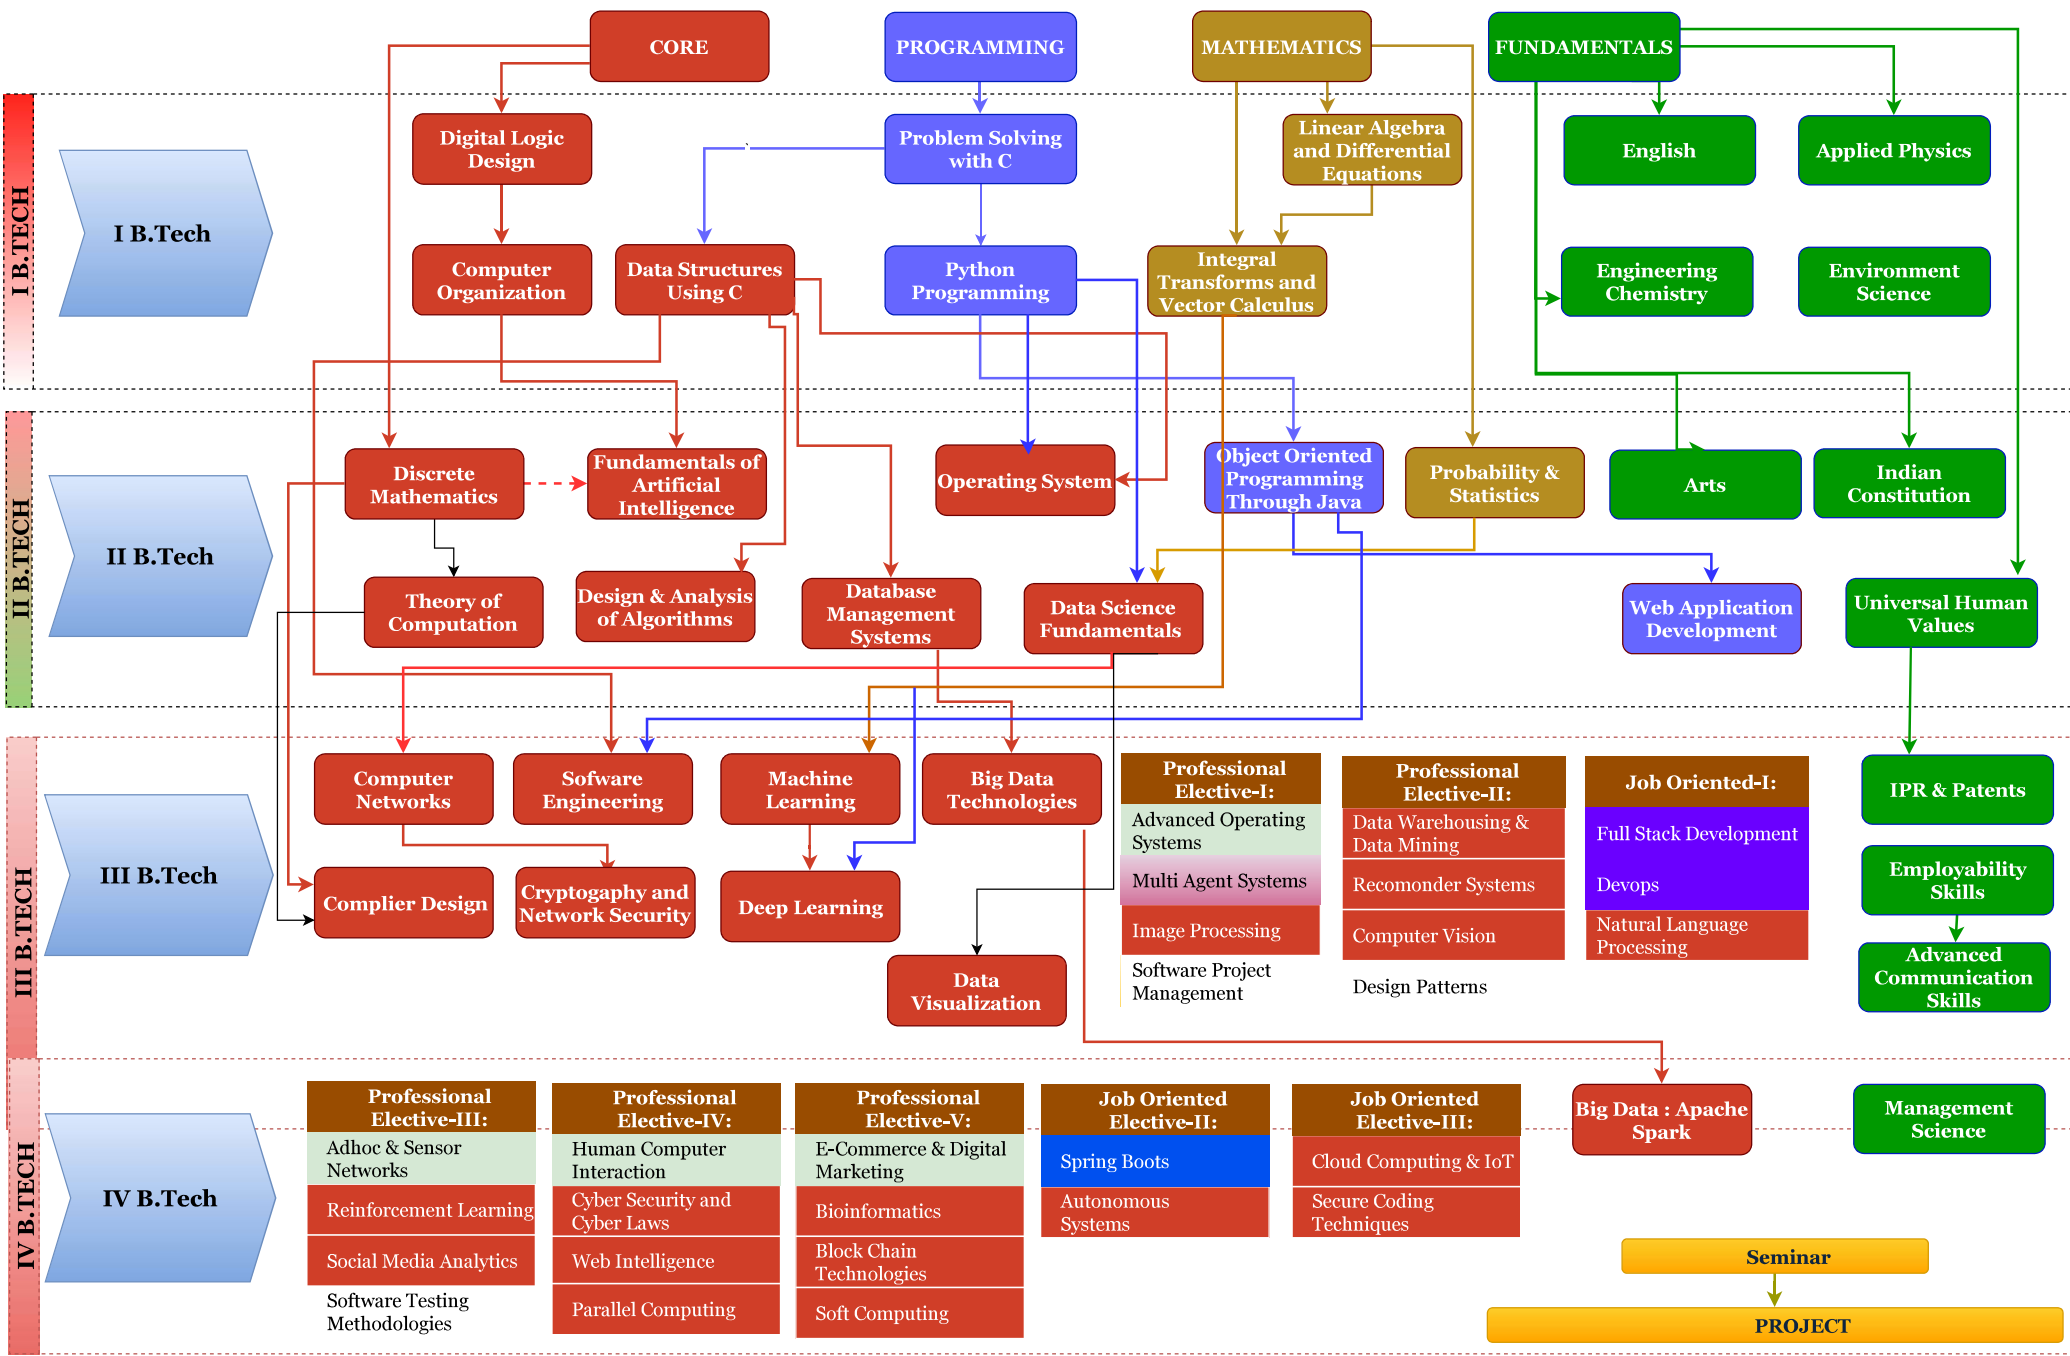 CORE
PROGRAMMING
MATHEMATICS
FUNDAMENTALS
I B.TECH
I B.Tech
Digital Logic
Design
Problem Solving
with C
Linear Algebra
and Differential
Equations
English
Applied Physics
Computer
Organization
Data Structures
Using C
Python
Programming
Integral
Transforms and
Vector Calculus
Engineering
Chemistry
Environment
Science
II B.TECH
II B.Tech
Discrete
Mathematics
Fundamentals of
Artificial
Intelligence
Operating System
Object Oriented
Programming
Through Java
Probability &
Statistics
Arts
Indian
Constitution
Theory of
Computation
Design & Analysis
of Algorithms
Database
Management
Systems
Data Science
Fundamentals
Web Application
Development
Universal Human
Values
III B.TECH
III B.Tech
Computer
Networks
Sofware
Engineering
Machine
Learning
Big Data
Technologies
Professional
Elective-I:
Advanced Operating
Systems
Multi Agent Systems
Image Processing
Software Project
Management
Professional
Elective-II:
Data Warehousing &
Data Mining
Recomonder Systems
Computer Vision
Design Patterns
Job Oriented-I:
Full Stack Development
Devops
Natural Language
Processing
IPR & Patents
Employability
Skills
Advanced
Communication
Skills
Complier Design
Cryptogaphy and
Network Security
Deep Learning
Data
Visualization
IV B.TECH
IV B.Tech
Professional
Elective-III:
Adhoc & Sensor
Networks
Reinforcement Learning
Social Media Analytics
Software Testing
Methodologies
Professional
Elective-IV:
Human Computer
Interaction
Cyber Security and
Cyber Laws
Web Intelligence
Parallel Computing
Professional
Elective-V:
E-Commerce & Digital
Marketing
Bioinformatics
Block Chain
Technologies
Soft Computing
Job Oriented
Elective-II:
Spring Boots
Autonomous
Systems
Job Oriented
Elective-III:
Cloud Computing & IoT
Secure Coding
Techniques
Big Data : Apache
Spark
Management
Science
Seminar
PROJECT